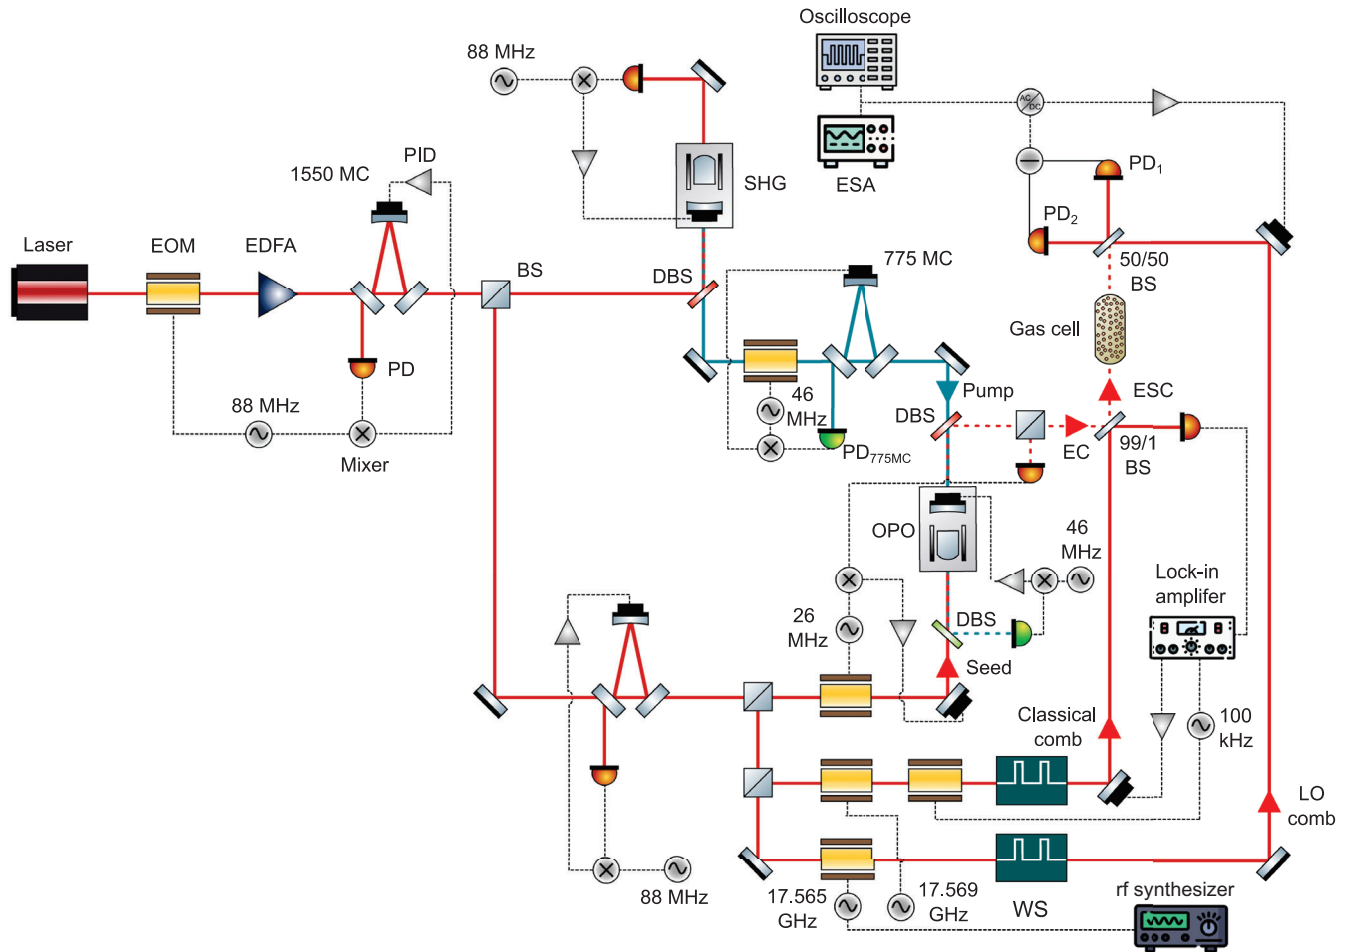 Oscilloscope
88 MHz
AC/DC
PD1
PID
1550 MC
SHG
ESA
PD2
Laser
EOM
EDFA
BS
DBS
775 MC
50/50
BS
Gas cell
PD
Pump
ESC
88 MHz
46
MHz
DBS
Mixer
PD775MC
EC
99/1
BS
OPO
46
MHz
Lock-in
amplifer
26
MHz
DBS
Seed
Classical
comb
100
kHz
LO
comb
88 MHz
17.565
GHz
17.569
GHz
WS
rf synthesizer